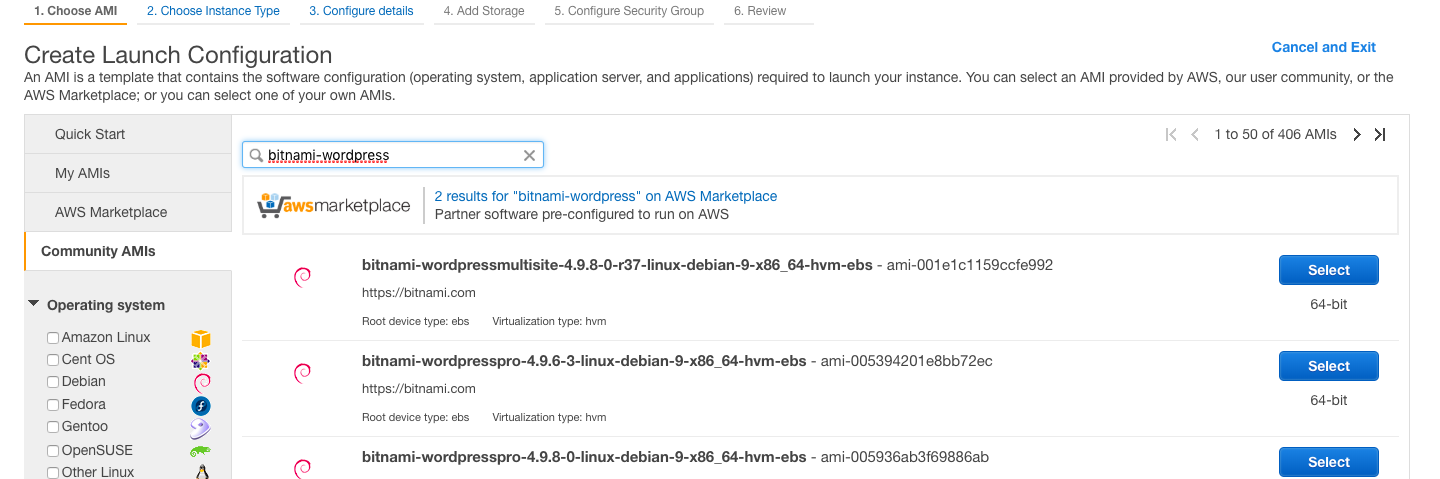 1. Choose AMI 2. Choose Instance Type 3. Configure details 4. Add Storage 5. Configure Security Group 6. Review
Create Launch Configuration
Cancel and Exit
An AMI is a template that contains the software configuration (operating system, application server, and applications) required to launch your instance. You can select an AMI provided by AWS, our user community, or the
AWS Marketplace; or you can select one of your own AMIs.
Quick Start
My AMIs
AWS Marketplace
Community AMIs
Operating system
Amazon Linux
Cent OS
Debian
Fedora
Gentoo
OpenSUSE
Other Linux
1 to 50 of 406 AMIs
bitnami-wordpress
awsmarketplace
2 results for "bitnami-wordpress" on AWS Marketplace
Partner software pre-configured to run on AWS
bitnami-wordpressmultisite-4.9.8-0-r37-linux-debian-9-x86_64-hvm-ebs - ami-001e1c1159ccfe992
https://bitnami.com
Root device type: ebs Virtualization type: hvm
Select
64-bit
bitnami-wordpresspro-4.9.6-3-linux-debian-9-x86_64-hvm-ebs - ami-005394201e8bb72ec
https://bitnami.com
Root device type: ebs Virtualization type: hvm
Select
64-bit
bitnami-wordpresspro-4.9.8-0-linux-debian-9-x86_64-hvm-ebs - ami-005936ab3f69886ab
Select